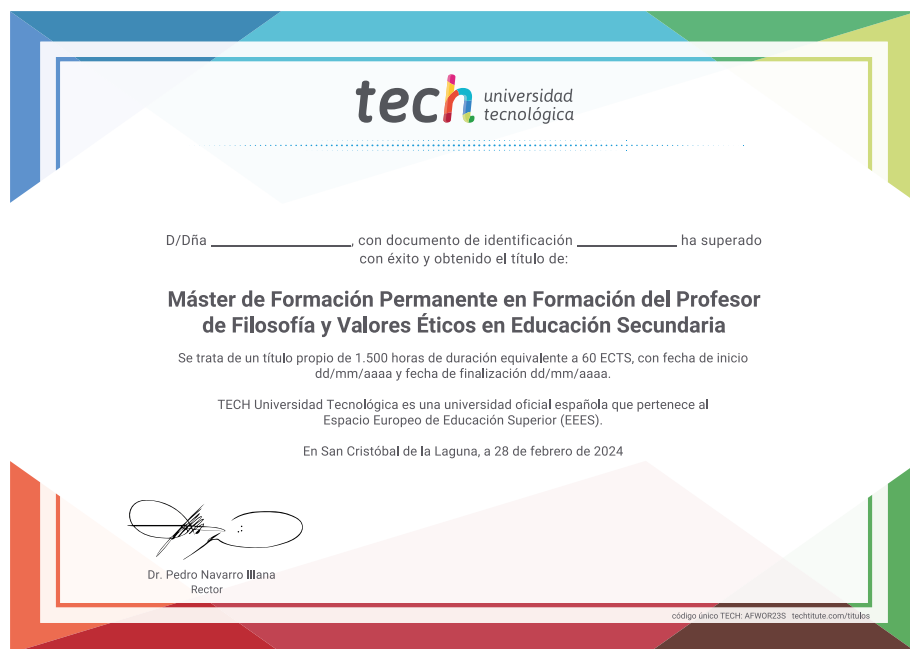 tech universidad
tecnológica
D/Dña ____________, con documento de identificación ____________ ha superado
con éxito y obtenido el título de:
Máster de Formación Permanente en Formación del Profesor
de Filosofía y Valores Éticos en Educación Secundaria
Se trata de un título propio de 1.500 horas de duración equivalente a 60 ECTS, con fecha de inicio
dd/mm/aaaa y fecha de finalización dd/mm/aaaa.
TECH Universidad Tecnológica es una universidad oficial española que pertenece al
Espacio Europeo de Educación Superior (EEES).
En San Cristóbal de la Laguna, a 28 de febrero de 2024
Dr. Pedro Navarro Illana
Rector
código único TECH: AFWOR23S techtitute.com/titulos